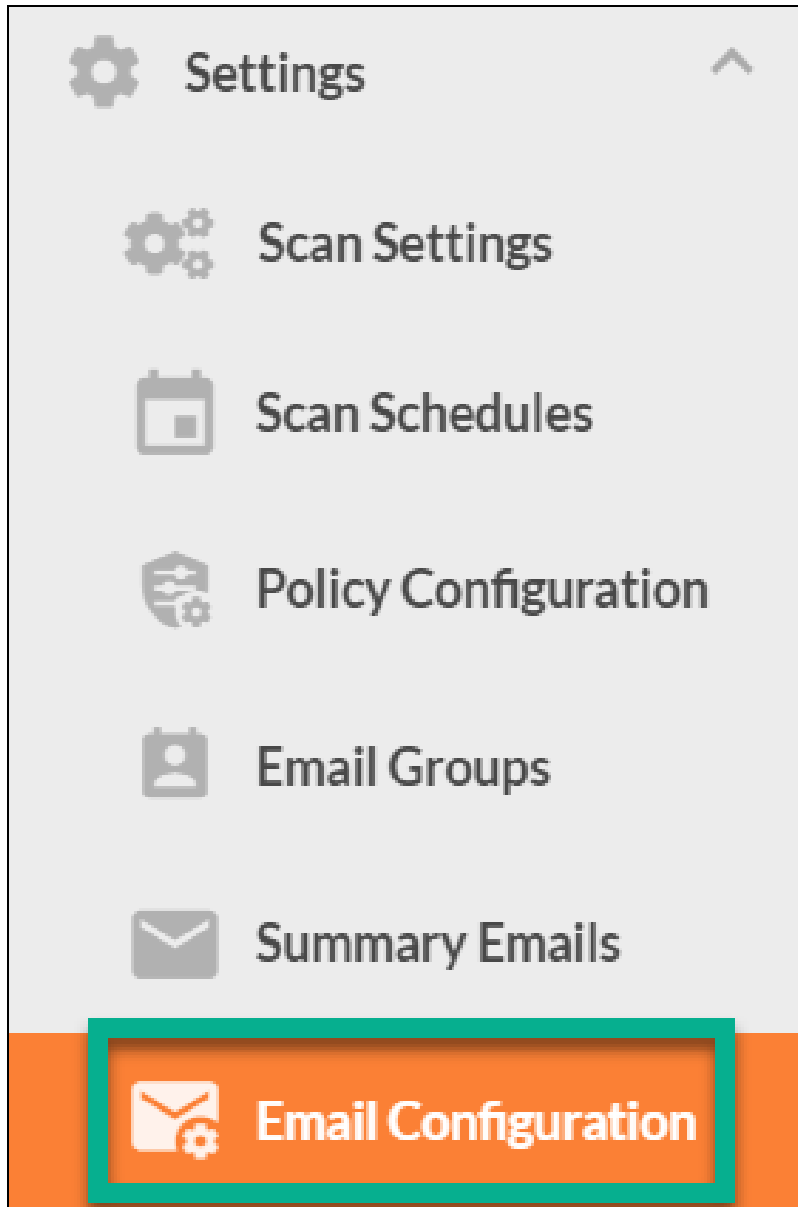 Settings
Scan Settings
Scan Schedules
Policy Configuration
Email Groups
Summary Emails
Email Configuration